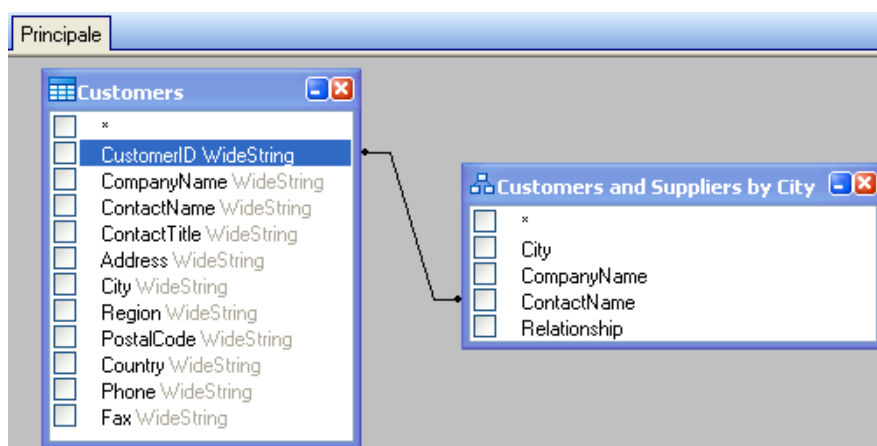 Principale
Customers
*
CustomerID WideString
CompanyName WideString
ContactName WideString
ContactTitle WideString
Address WideString
City WideString
Region WideString
PostalCode WideString
Country WideString
Phone WideString
Fax WideString
Customers and Suppliers by City
*
City
CompanyName
ContactName
Relationship